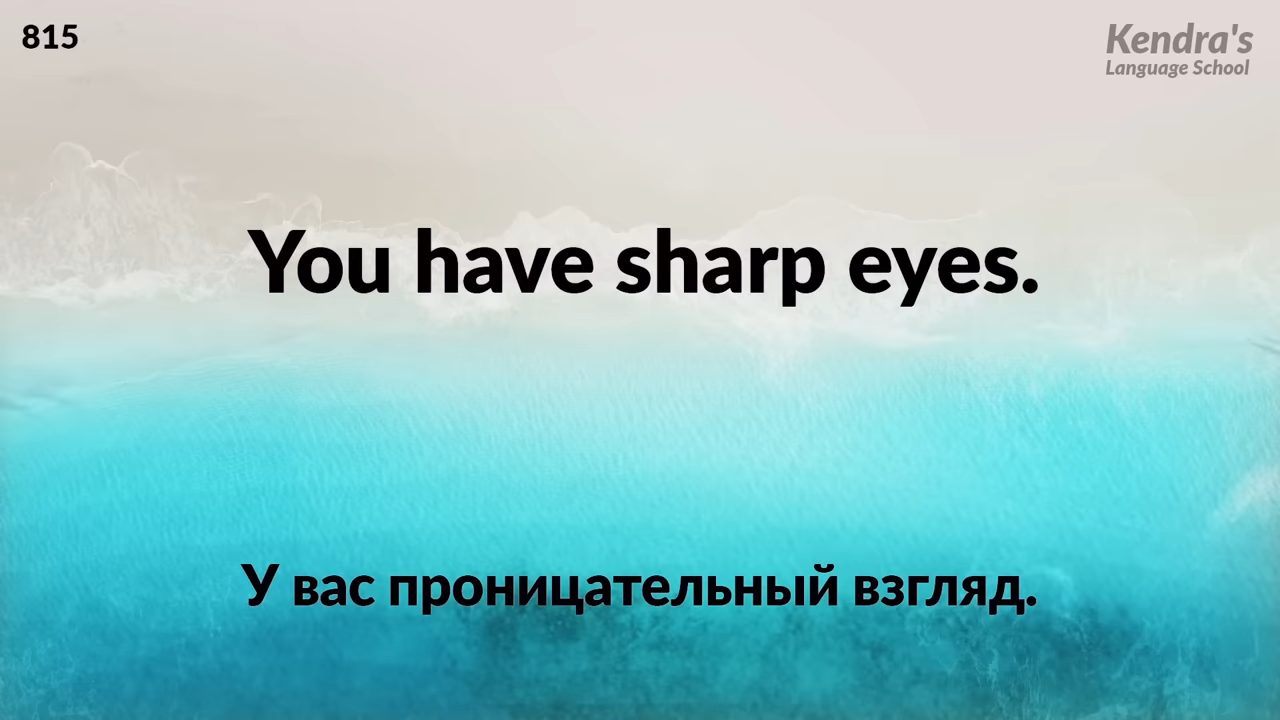 815
Kendra's
Language School
You have sharp eyes.
У вас проницательный взгляд.